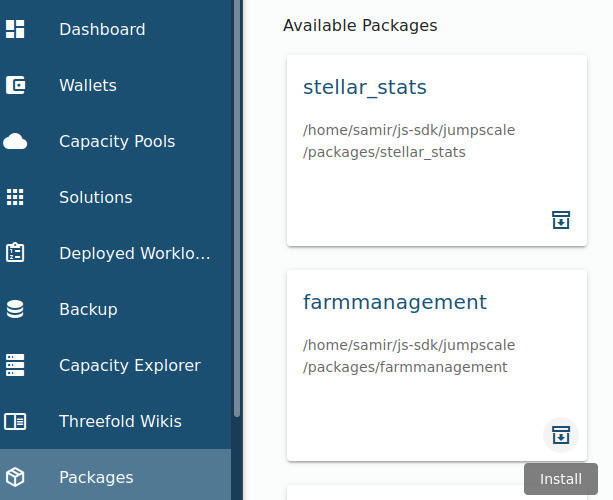 Dashboard
Wallets
Capacity Pools
Solutions
Deployed Worklo...
Backup
Capacity Explorer
Threefold Wikis
Packages
Available Packages
stellar_stats
/home/samir/js-sdk/jumpscale
/packages/stellar_stats
farmmanagement
/home/samir/js-sdk/jumpscale
/packages/farmmanagement
Install